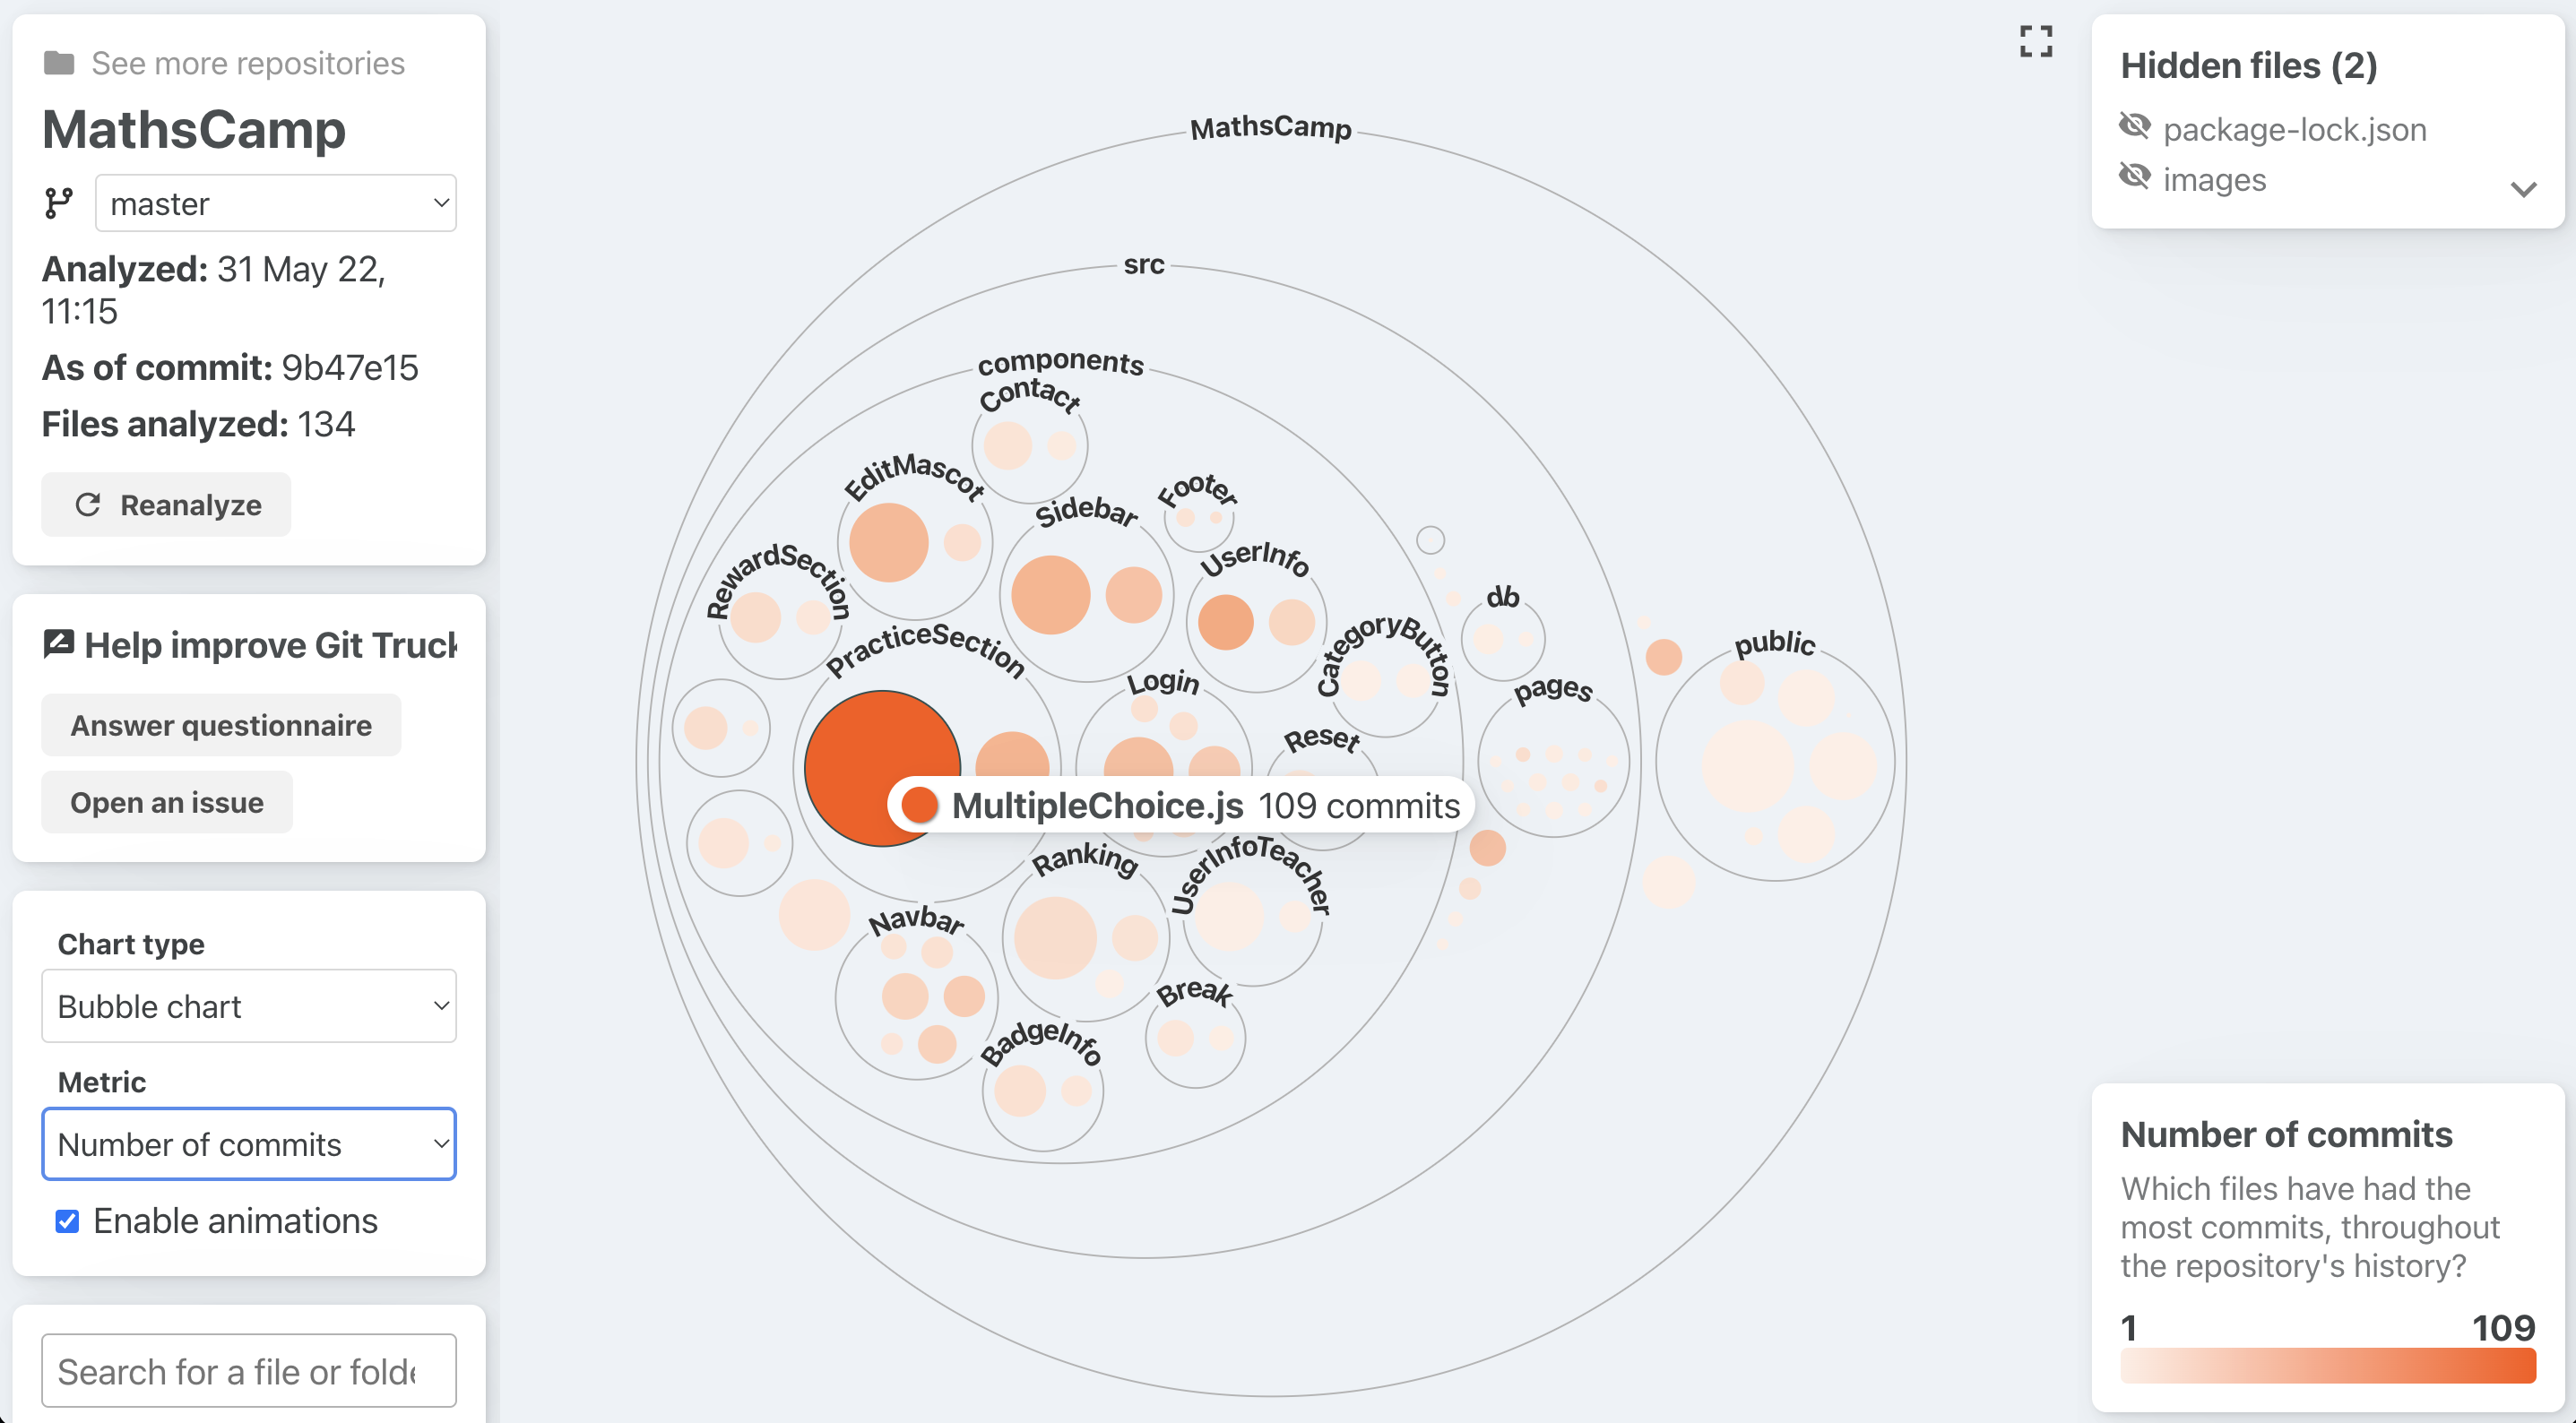 See more repositories
MathsCamp
master
Analyzed: 31 May 22,
11:15
As of commit: 9b47e15
Files analyzed: 134
Reanalyze
Help improve Git Truck
Answer questionnaire
Open an issue
Chart type
Bubble chart
Metric
Number of commits
Enable animations
Search for a file or folde
MathsCamp
src
components
Contact
EditMascot
Sidebar
Footer
UserInfo
RewardSection
PracticeSection
CategoryButton
db
public
Login
pages
Reset
MultipleChoice.js 109 commits
Ranking
UserInfoTeacher
Navbar
Break
BadgeInfo
Hidden files (2)
package-lock.json
images
Number of commits
Which files have had the
most commits, throughout
the repository's history?
1 109